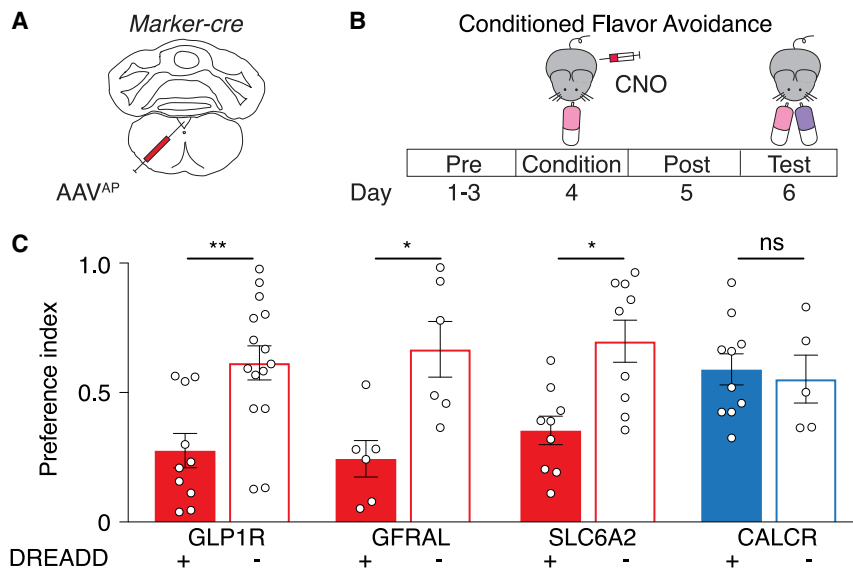 A
Marker-cre
AAVAP
B
Conditioned Flavor Avoidance
CNO
Pre Condition Post Test
Day 1-3 4 5 6
C
** * * ns
Preference index
1.0
0.5
0
GLP1R GFRAL SLC6A2 CALCR
DREADD + - + - + - + -